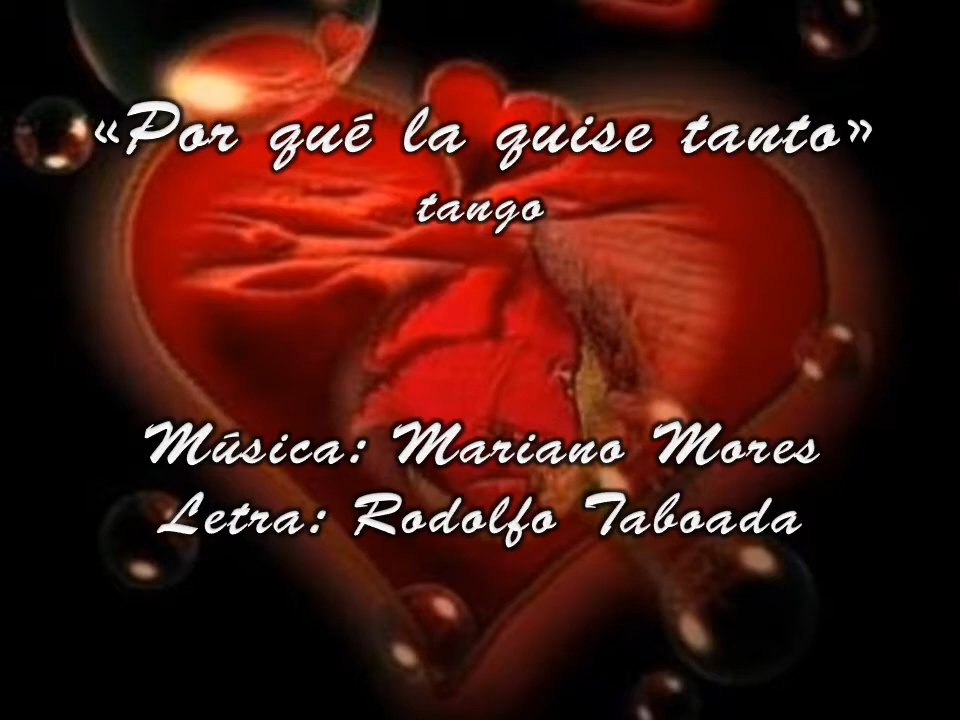 «Por qué la quise tanto»
tango
Música: Mariano Mores
Letra: Rodolfo Taboada